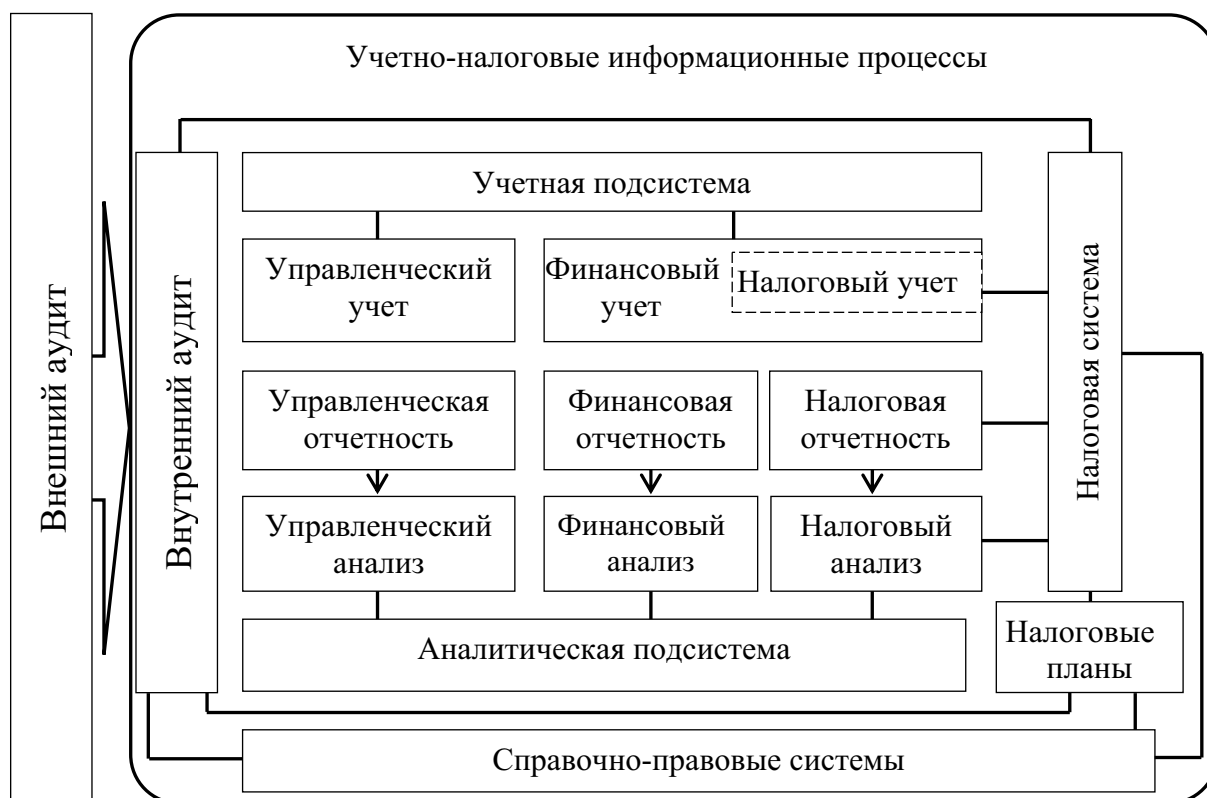 Учетно-налоговые информационные процессы
Внешний аудит
Внутренний аудит
Учетная подсистема
Управленческий
учет
Финансовый
учет
Налоговый учет
Налоговая система
Управленческая
отчетность
Финансовая
отчетность
Налоговая
отчетность
Управленческий
анализ
Финансовый
анализ
Налоговый
анализ
Аналитическая подсистема
Налоговые
планы
Справочно-правовые системы